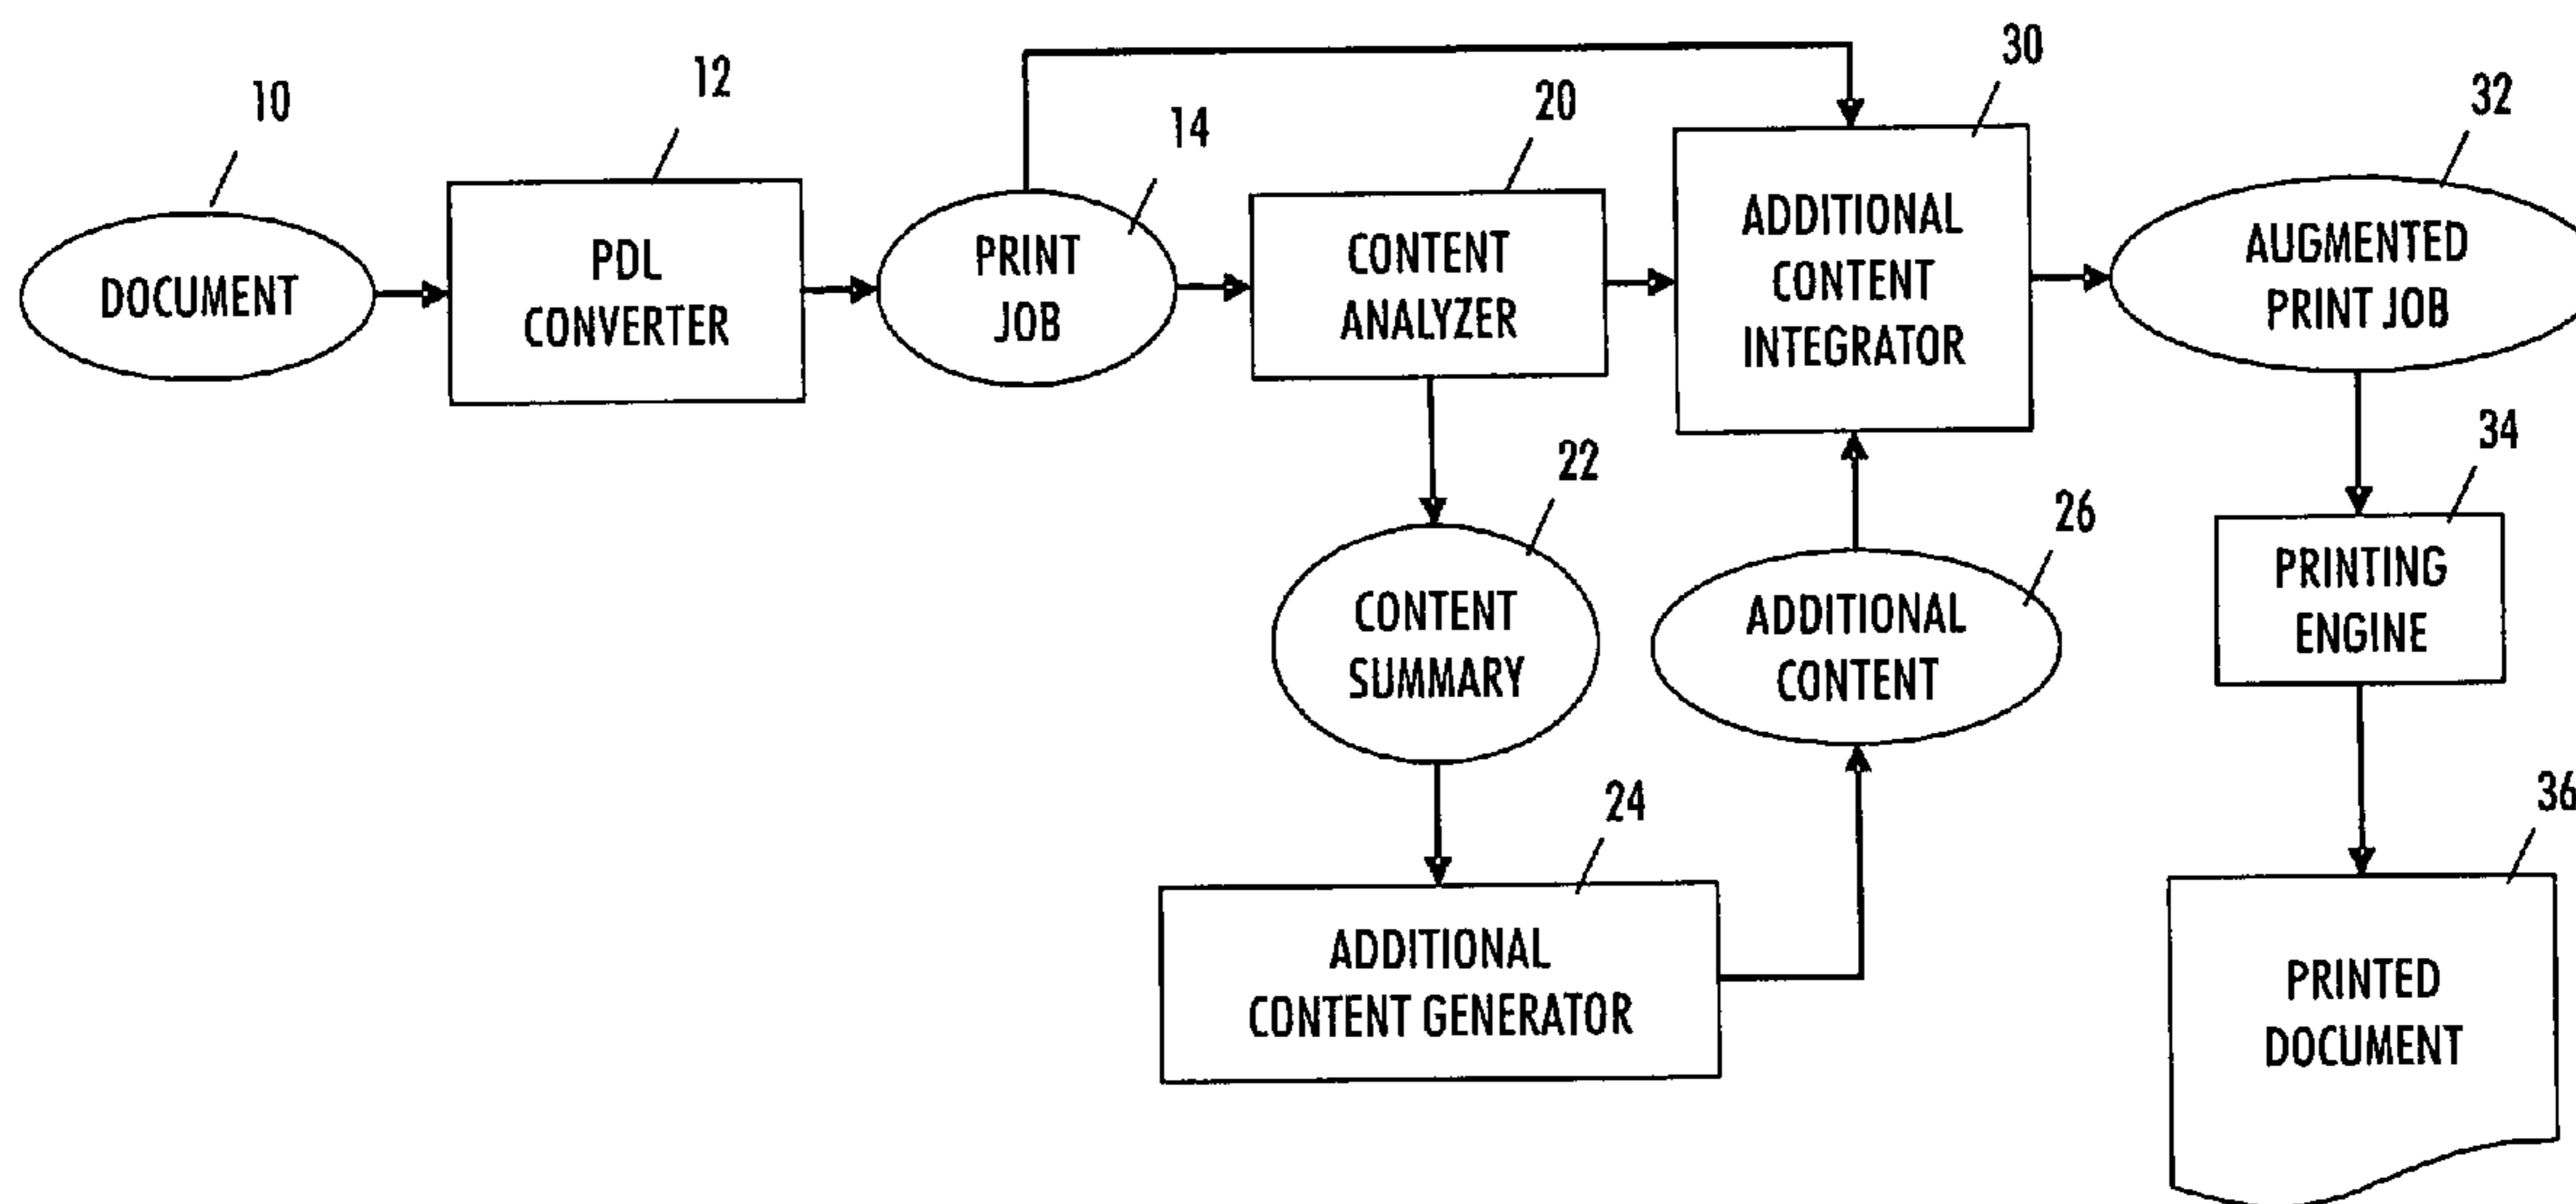 10
DOCUMENT
12
PDL
CONVERTER
14
PRINT
JOB
20
CONTENT
ANALYZER
30
ADDITIONAL
CONTENT
INTEGRATOR
32
AUGMENTED
PRINT JOB
22
CONTENT
SUMMARY
26
ADDITIONAL
CONTENT
34
PRINTING
ENGINE
24
ADDITIONAL
CONTENT GENERATOR
36
PRINTED
DOCUMENT